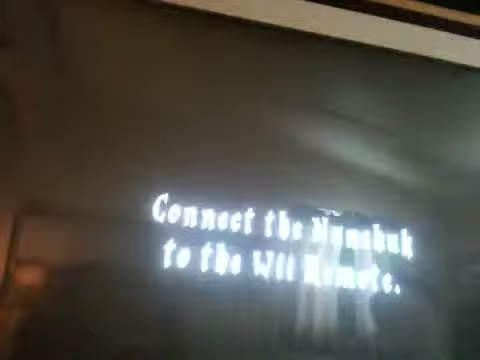 Connect the Nunchuk
to the Wii Remote.